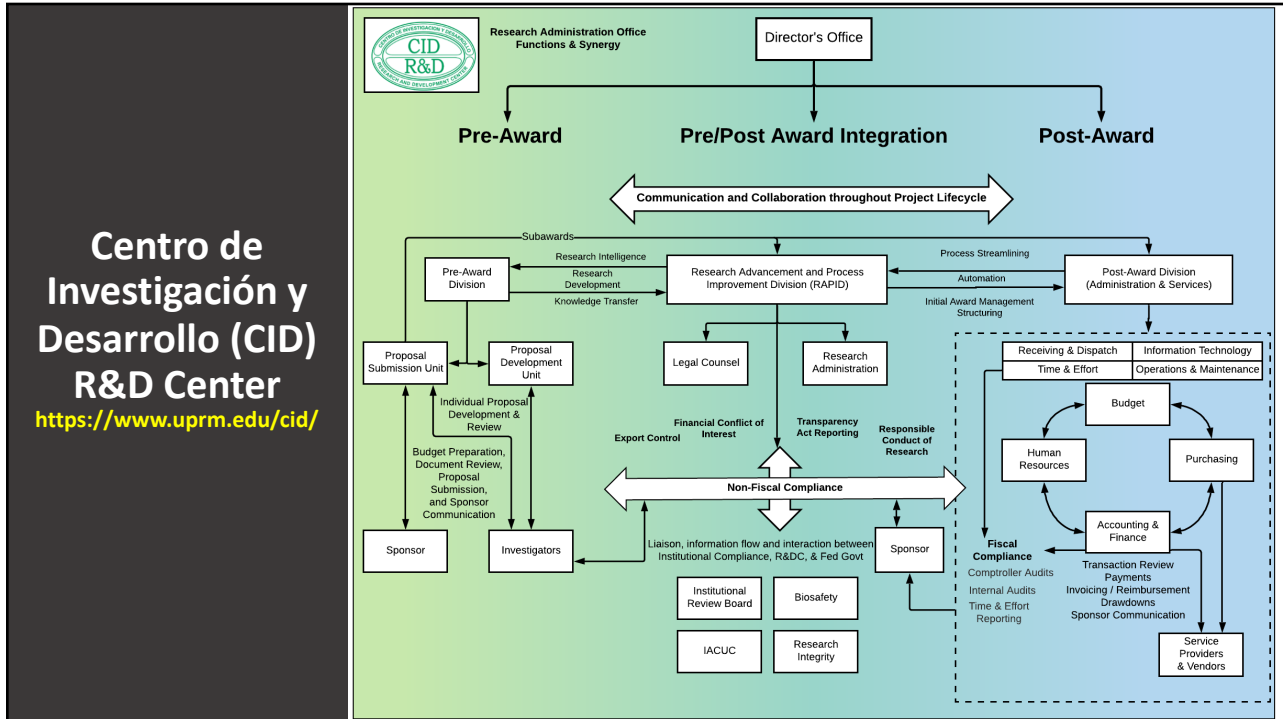 Centro de
Investigación y
Desarrollo (CID)
R&D Center
https://www.uprm.edu/cid/
CENTRO DE INVESTIGACION Y DESARROLLO
CID
R&D
RESEARCH AND DEVELOPMENT CENTER
Research Administration Office
Functions & Synergy
Director's Office
Pre-Award
Pre/Post Award Integration
Post-Award
Communication and Collaboration throughout Project Lifecycle
Subawards
Research Intelligence
Process Streamlining
Pre-Award
Division
Research
Development
Knowledge Transfer
Research Advancement and Process
Improvement Division (RAPID)
Automation
Initial Award Management
Structuring
Post-Award Division
(Administration & Services)
Proposal
Submission Unit
Proposal
Development
Unit
Legal Counsel
Research
Administration
Receiving & Dispatch
Information Technology
Time & Effort
Operations & Maintenance
Individual Proposal
Development &
Review
Budget Preparation,
Document Review,
Proposal
Submission,
and Sponsor
Communication
Export Control
Financial Conflict of
Interest
Transparency
Act Reporting
Responsible
Conduct of
Research
Non-Fiscal Compliance
Budget
Human
Resources
Purchasing
Accounting &
Finance
Sponsor
Investigators
Liaison, information flow and interaction between
Institutional Compliance, R&DC, & Fed Govt
Sponsor
Fiscal
Compliance
Comptroller Audits
Internal Audits
Time & Effort
Reporting
Transaction Review
Payments
Invoicing / Reimbursement
Drawdowns
Sponsor Communication
Institutional
Review Board
Biosafety
IACUC
Research
Integrity
Service
Providers
& Vendors